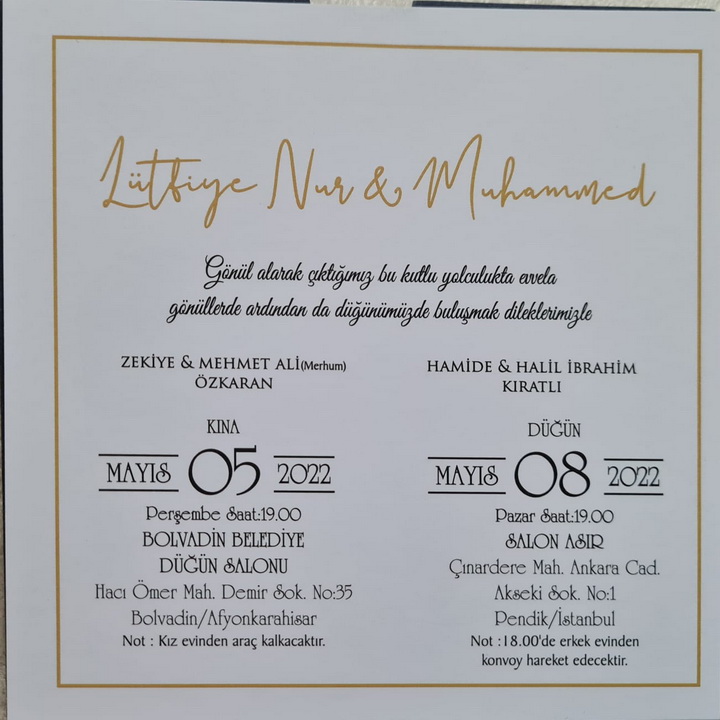 Lütfiye Nur & Muhammed
Gönül alarak çıktığımız bu kutlu yolculukta evvela
gönüllerde ardından da düğünümüzde buluşmak dileklerimizle
ZEKİYE & MEHMET ALİ(Merhum)
ÖZKARAN
KINA
MAYIS 05 2022
Perşembe Saat:19.00
BOLVADİN BELEDİYE
DÜĞÜN SALONU
Hacı Ömer Mah. Demir Sok. No:35
Bolvadin/Afyonkarahisar
Not : Kız evinden araç kalkacaktır.
HAMİDE & HALİL İBRAHİM
KIRATLI
DÜĞÜN
MAYIS 08 2022
Pazar Saat:19.00
SALON ASIR
Çınardere Mah. Ankara Cad.
Akseki Sok. No:1
Pendik/İstanbul
Not :18.00'de erkek evinden
konvoy hareket edecektir.